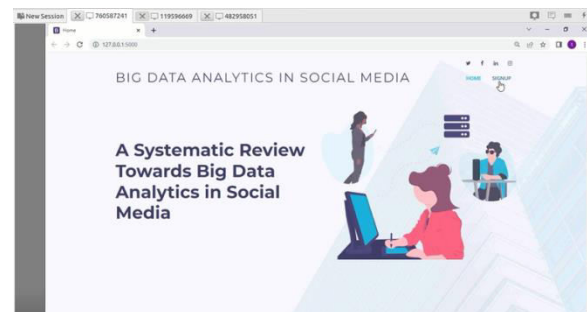 New Session 760587241 119596669 482958051
Home
127.0.0.1:5000
BIG DATA ANALYTICS IN SOCIAL MEDIA
HOME SIGNUP
A Systematic Review
Towards Big Data
Analytics in Social
Media